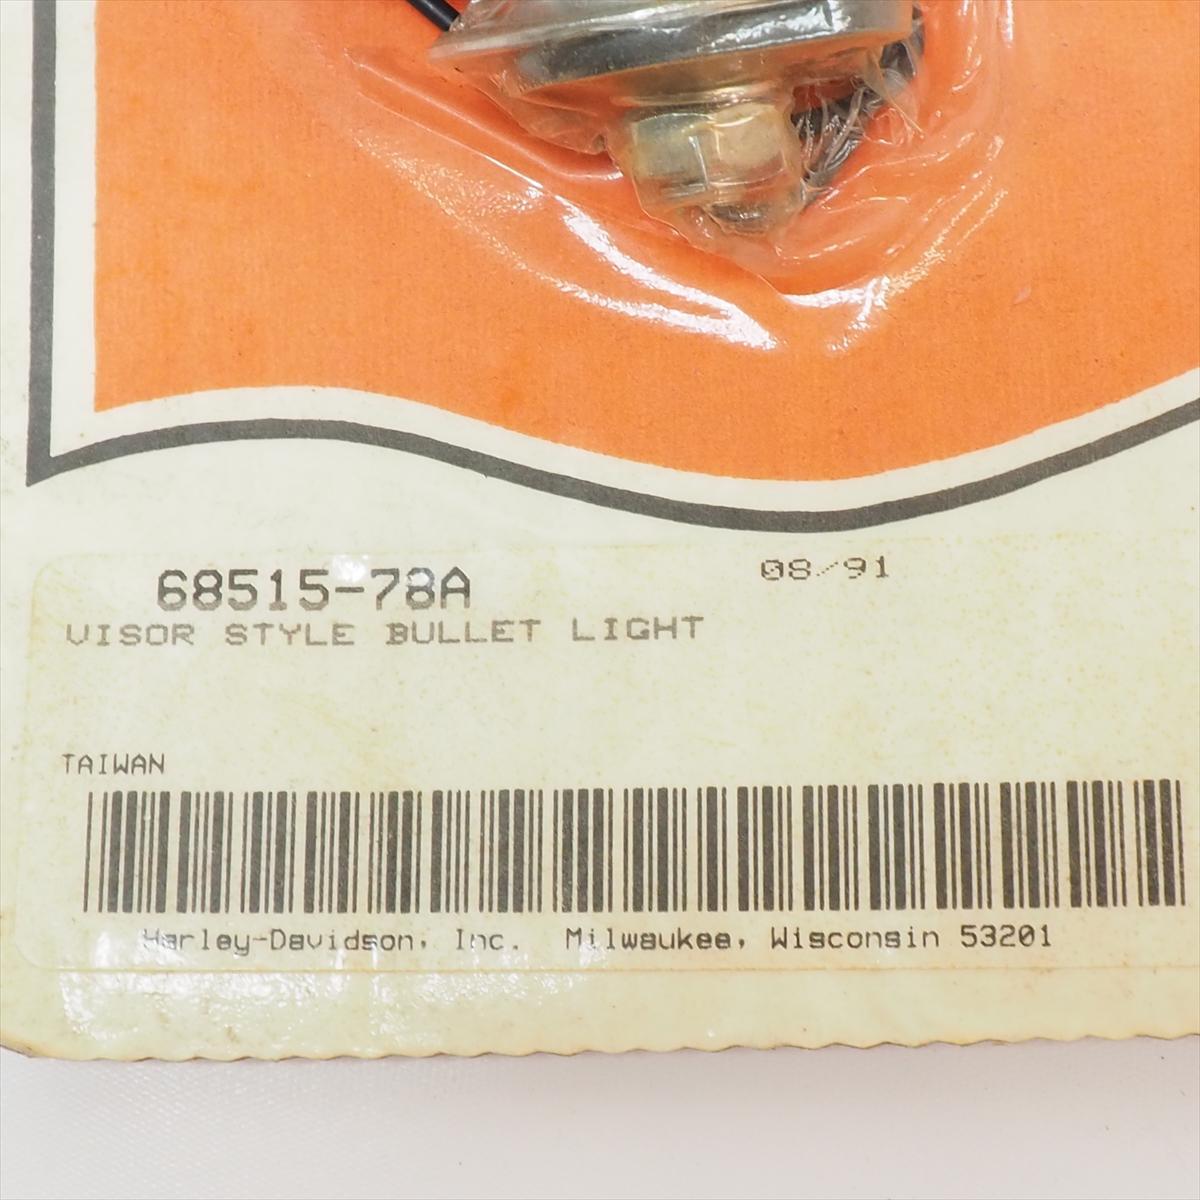 68515-78A
08/91
VISOR STYLE BULLET LIGHT
TAIWAN
Harley-Davidson, Inc. Milwaukee, Wisconsin 53201